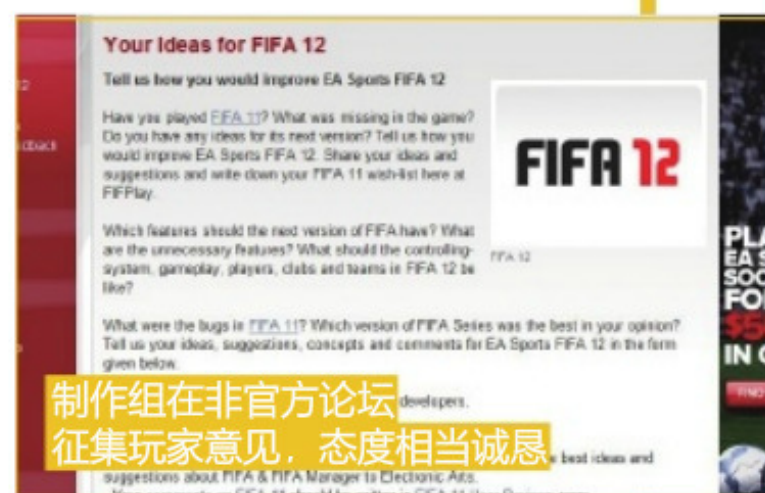 Your Ideas for FIFA 12
Tell us how you would improve EA Sports FIFA 12
Have you played FIFA 11? What was missing in the game?
Do you have any ideas for its next version? Tell us how you
would improve EA Sports FIFA 12. Share your ideas and
suggestions and write down your FIFA 11 wish-list here at
FIFPlay.
FIFA 12
Which features should the next version of FIFA have? What
are the unnecessary features? What should the controlling-
system, gameplay, players, clubs and teams in FIFA 12 be
like?
FIFA 12
What were the bugs in FIFA 11? Which version of FIFA Series was the best in your opinion?
Tell us your ideas, suggestions, concepts and comments for EA Sports FIFA 12 in the form
given below.
developers.
制作组在非官方论坛
征集玩家意见，态度相当诚恳
best ideas and
suggestions about FIFA & FIFA Manager to Electronic Arts.
PL
EA S
SOC
FO
$5
IN
FIND